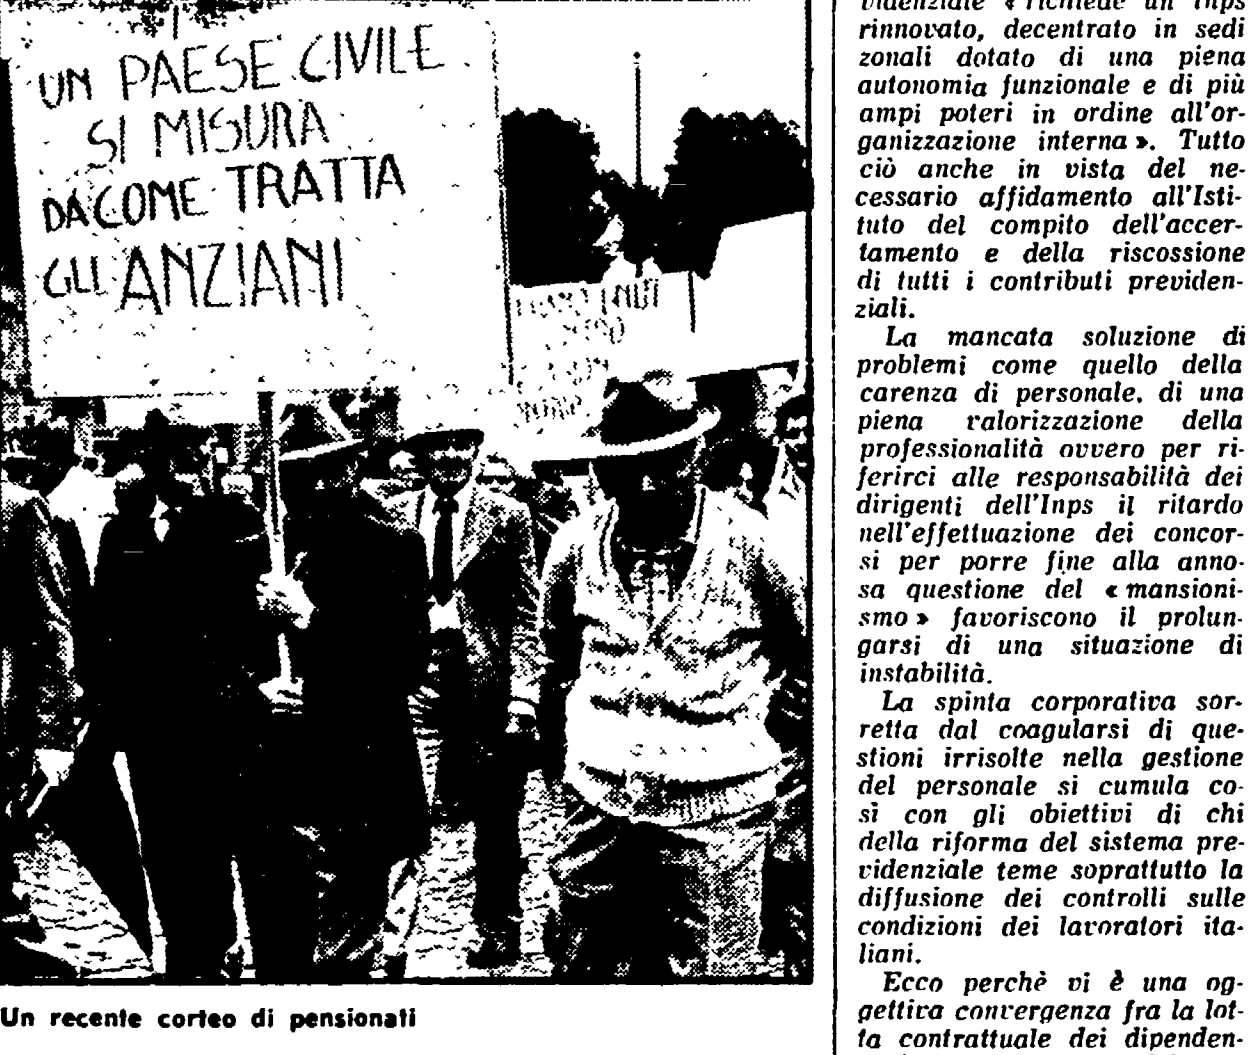 UN PAESE CIVILE
SI MISURA
DA COME TRATTA
GLI ANZIANI
Un recente corteo di pensionati
videnziale « richiede un Inps
rinnovato, decentrato in sedi
zonali dotato di una piena
autonomia funzionale e di più
ampi poteri in ordine all'or-
ganizzazione interna ». Tutto
ciò anche in vista del ne-
cessario affidamento all'Isti-
tuto del compito dell'accer-
tamento e della riscossione
di tutti i contributi previden-
ziali.
La mancata soluzione di
problemi come quello della
carenza di personale, di una
piena valorizzazione della
professionalità ovvero per ri-
ferirci alle responsabilità dei
dirigenti dell'Inps il ritardo
nell'effettuazione dei concor-
si per porre fine alla anno-
sa questione del « mansioni-
smo » favoriscono il prolun-
garsi di una situazione di
instabilità.
La spinta corporativa sor-
retta dal coagularsi di que-
stioni irrisolte nella gestione
del personale si cumula co-
sì con gli obiettivi di chi
della riforma del sistema pre-
videnziale teme soprattutto la
diffusione dei controlli sulle
condizioni dei lavoratori ita-
liani.
Ecco perchè vi è una og-
gettiva convergenza fra la lot-
ta contrattuale dei dipenden-